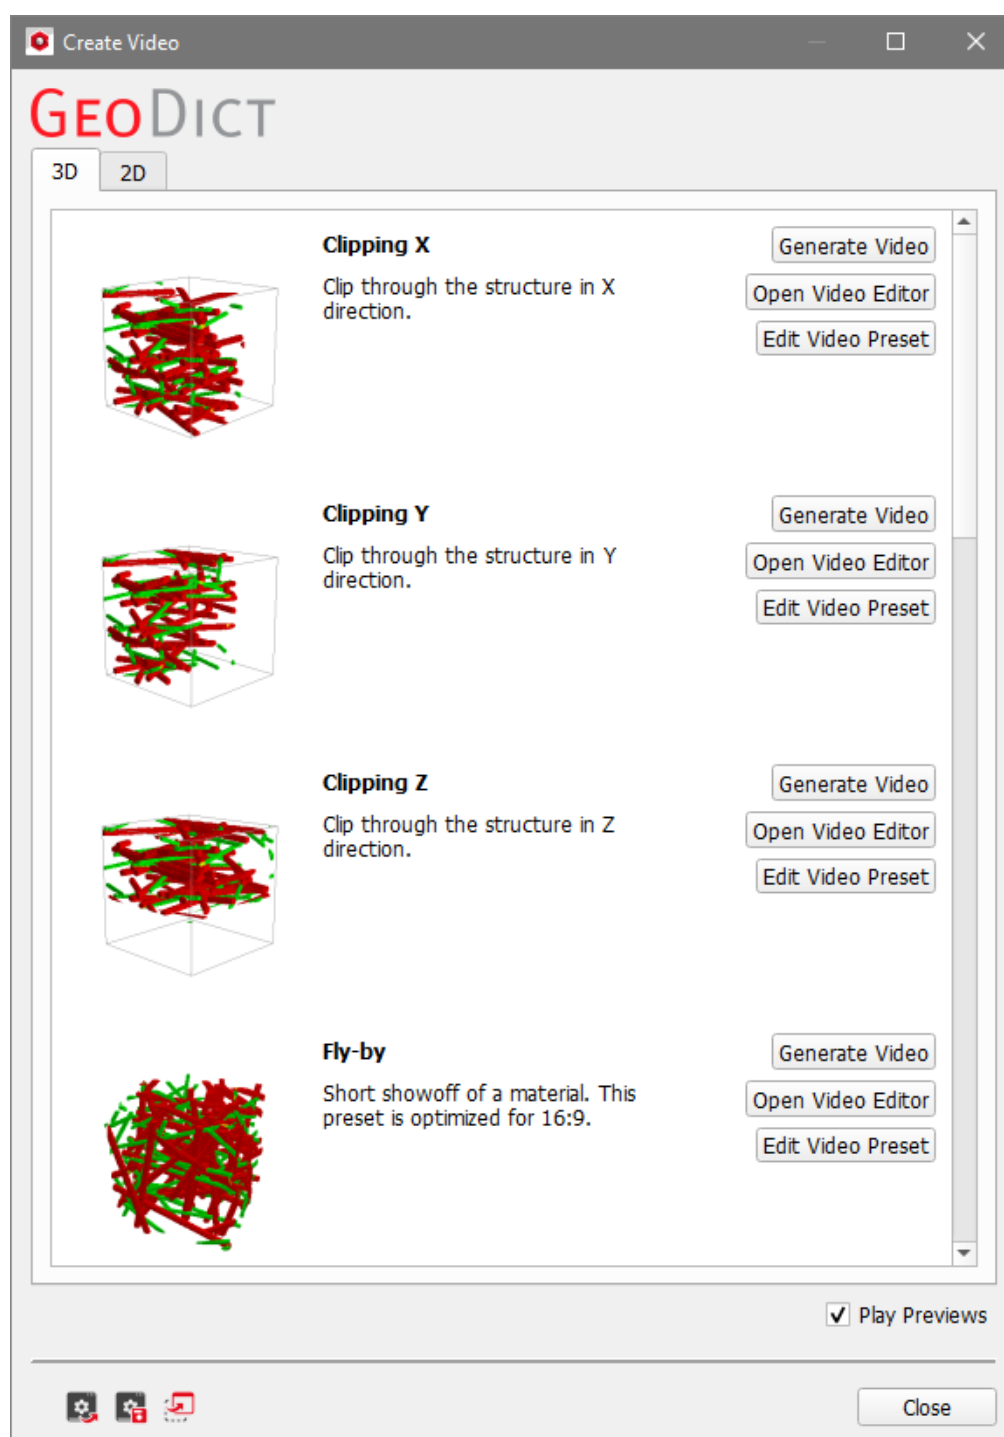 Create Video
GEODICT
3D 2D
Clipping X
Generate Video
Clip through the structure in X
direction.
Open Video Editor
Edit Video Preset
Clipping Y
Generate Video
Clip through the structure in Y
direction.
Open Video Editor
Edit Video Preset
Clipping Z
Generate Video
Clip through the structure in Z
direction.
Open Video Editor
Edit Video Preset
Fly-by
Generate Video
Short showoff of a material. This
preset is optimized for 16:9.
Open Video Editor
Edit Video Preset
Play Previews
Close